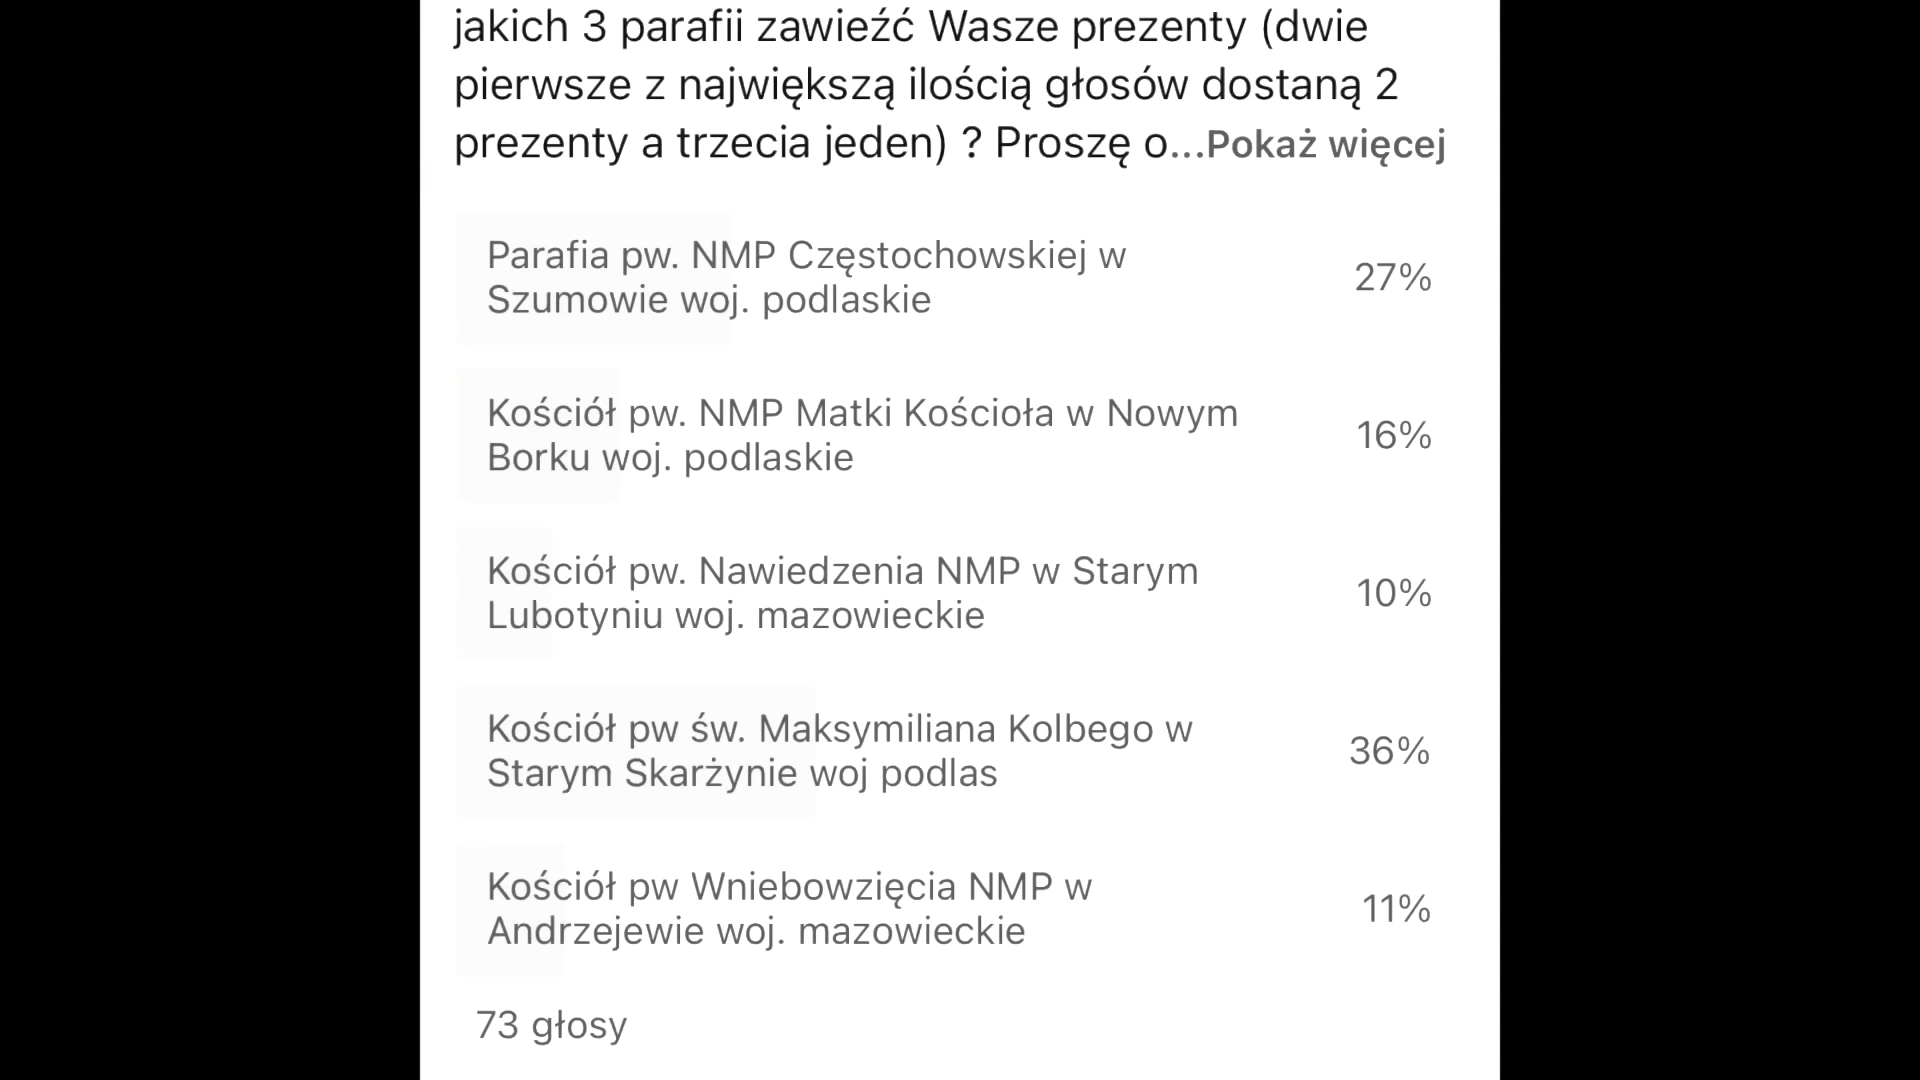 jakich 3 parafii zawieźć Wasze prezenty (dwie
pierwsze z największą ilością głosów dostaną 2
prezenty a trzecia jeden) ? Proszę o...Pokaż więcej
Parafia pw. NMP Częstochowskiej w
Szumowie woj. podlaskie
27%
Kościół pw. NMP Matki Kościoła w Nowym
Borku woj. podlaskie
16%
Kościół pw. Nawiedzenia NMP w Starym
Lubotyniu woj. mazowieckie
10%
Kościół pw św. Maksymiliana Kolbego w
Starym Skarżynie woj podlas
36%
Kościół pw Wniebowzięcia NMP w
Andrzejewie woj. mazowieckie
11%
73 głosy